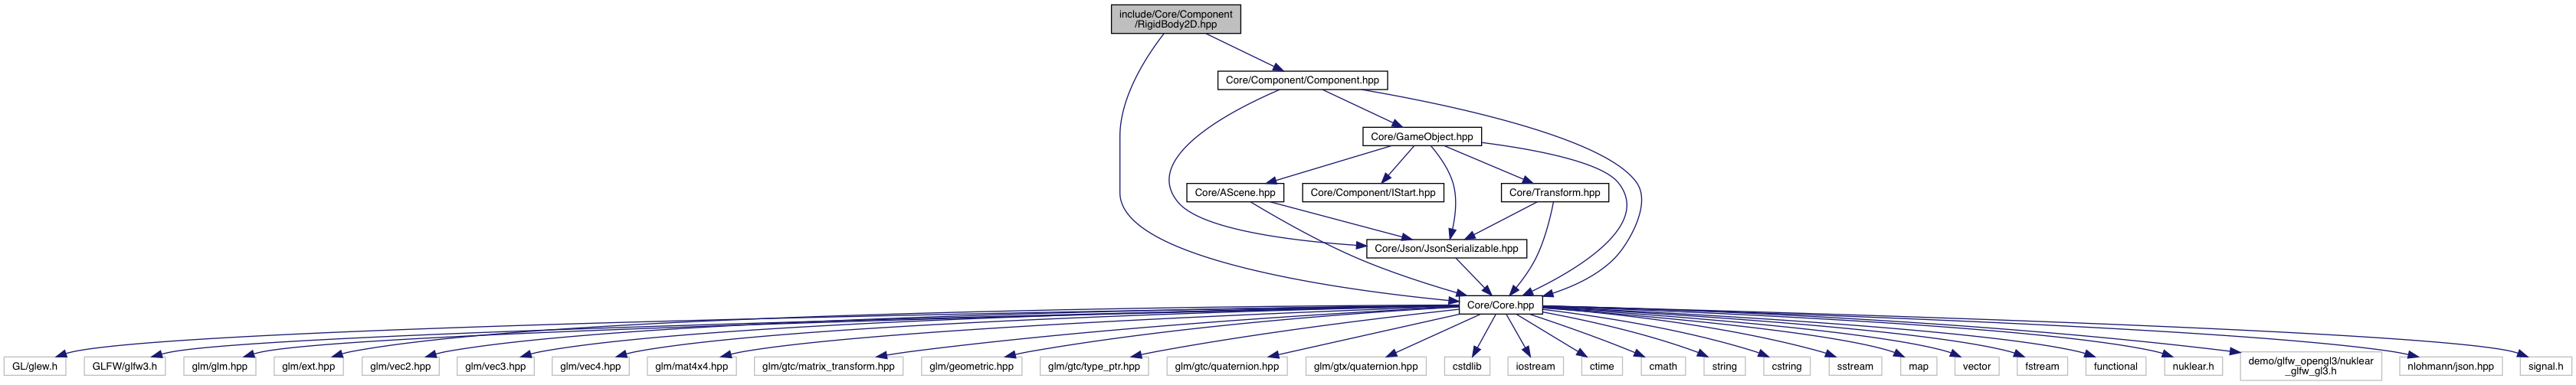 include/Core/Component
/RigidBody2D.hpp
Core/Component/Component.hpp
Core/GameObject.hpp
Core/AScene.hpp
Core/Component/IStart.hpp
Core/Transform.hpp
Core/Json/JsonSerializable.hpp
Core/Core.hpp
GL/glew.h
GLFW/glfw3.h
glm/glm.hpp
glm/ext.hpp
glm/vec2.hpp
glm/vec3.hpp
glm/vec4.hpp
glm/mat4x4.hpp
glm/gtc/matrix_transform.hpp
glm/geometric.hpp
glm/gtc/type_ptr.hpp
glm/gtc/quaternion.hpp
glm/gtx/quaternion.hpp
cstdlib
iostream
ctime
cmath
string
cstring
sstream
map
vector
fstream
functional
nuklear.h
demo/glfw_opengl3/nuklear
_glfw_gl3.h
nlohmann/json.hpp
signal.h